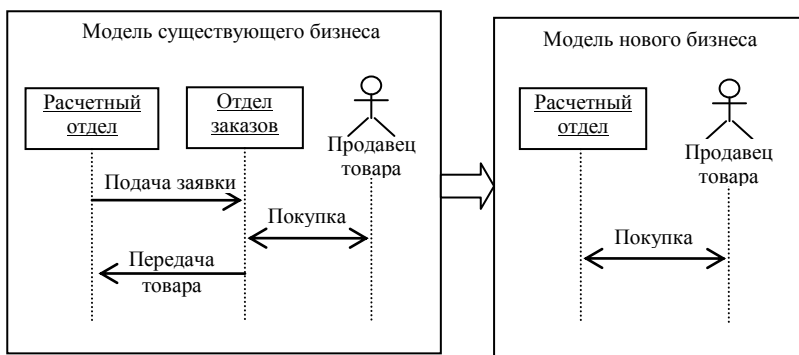 Модель существующего бизнеса
Расчетный
отдел
Отдел
заказов
Продавец
товара
Подача заявки
Покупка
Передача
товара
Модель нового бизнеса
Расчетный
отдел
Продавец
товара
Покупка